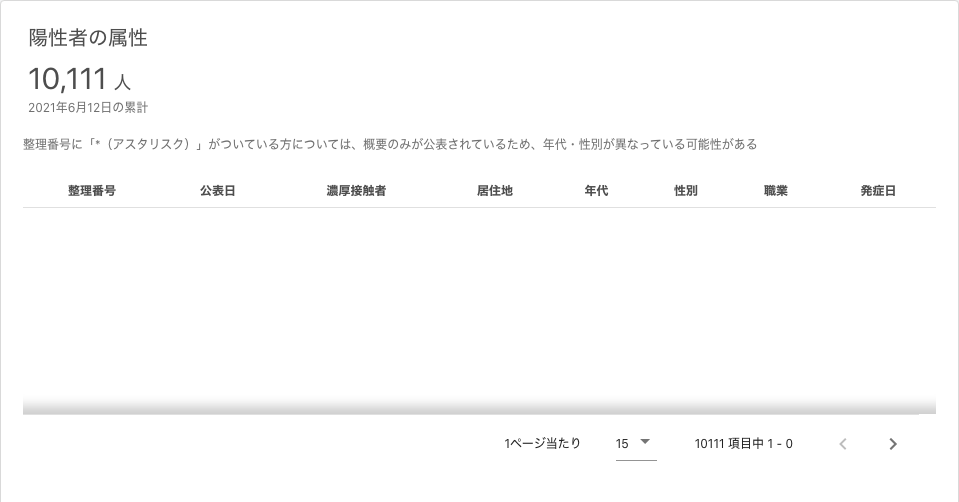 陽性者の属性
10,111 人
2021年6月12日の累計
整理番号に「*（アスタリスク）」がついている方については、概要のみが公表されているため、年代・性別が異なっている可能性がある
整理番号 公表日 濃厚接触者 居住地 年代 性別 職業 発症日
1ページ当たり 15 10111 項目中 1 - 0